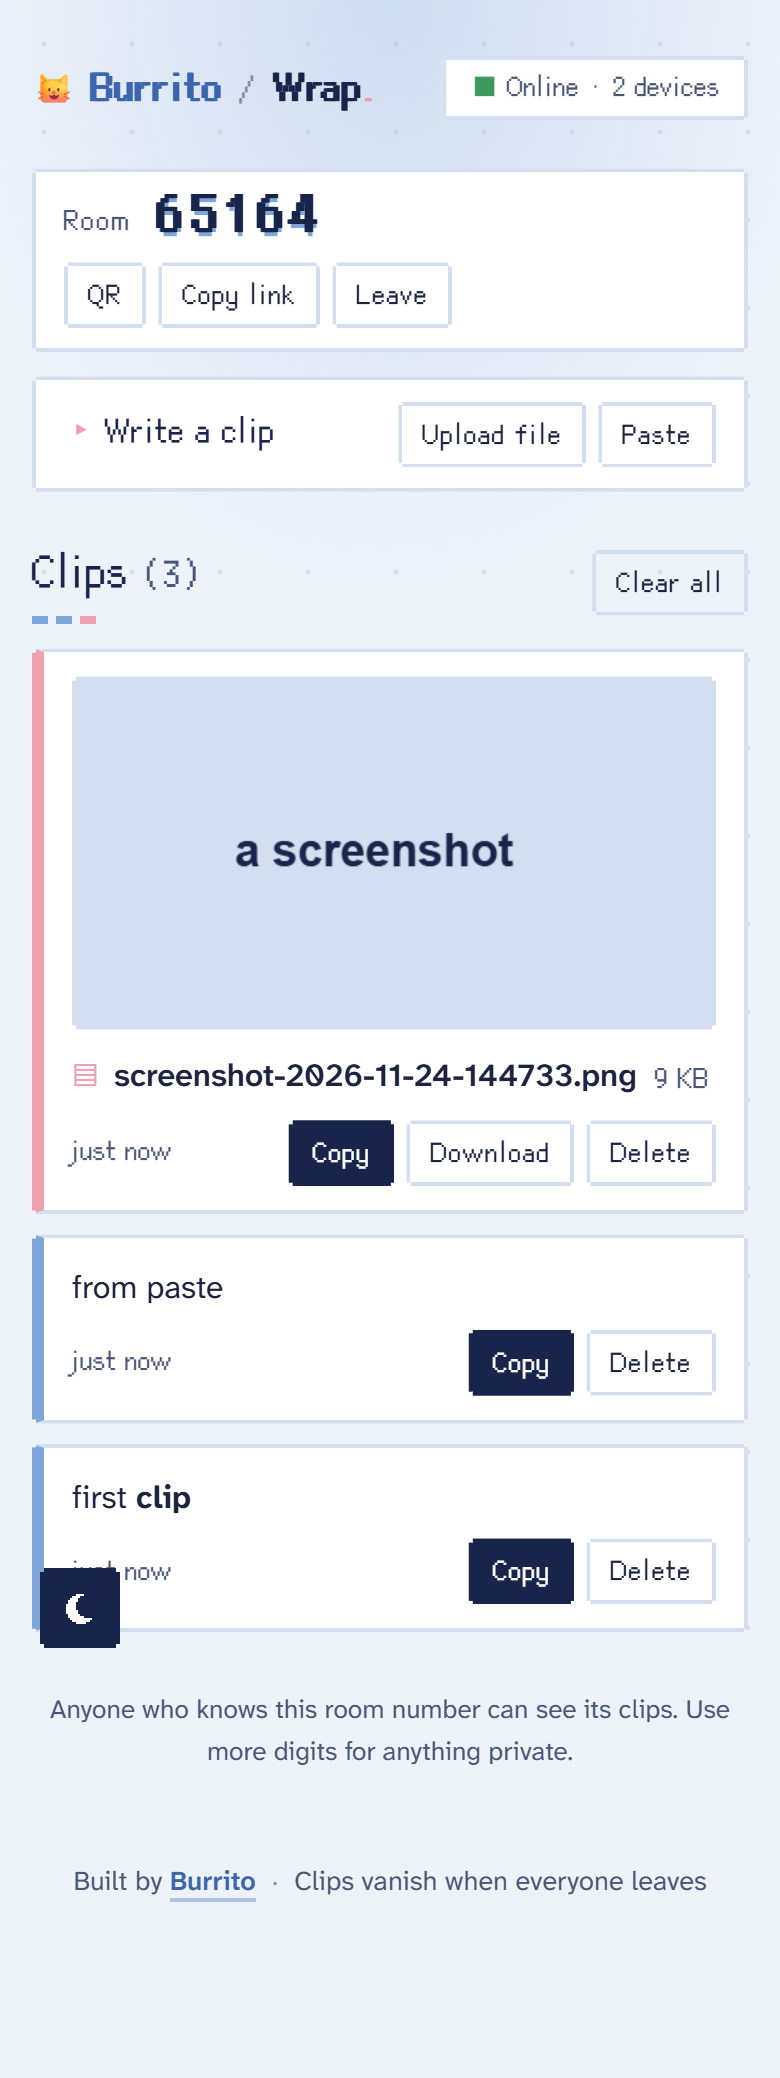 Burrito / Wrap.
Online · 2 devices
Room 65164
QR Copy link Leave
Write a clip Upload file Paste
Clips (3) Clear all
a screenshot
screenshot-2026-11-24-144733.png 9 KB
just now Copy Download Delete
from paste
just now Copy Delete
first clip
just now Copy Delete
Anyone who knows this room number can see its clips. Use
more digits for anything private.
Built by Burrito · Clips vanish when everyone leaves